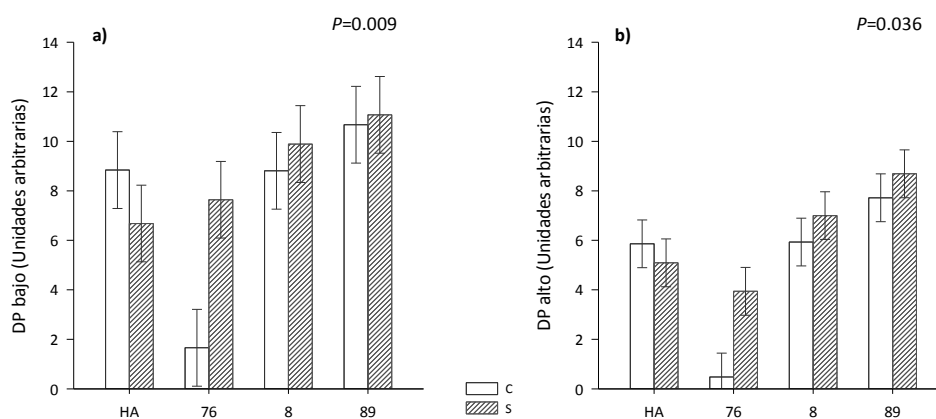 a)
P=0.009
DP bajo (Unidades arbitrarias)
14
12
10
8
6
4
2
0
HA 76 8 89
C
S
b)
P=0.036
DP alto (Unidades arbitrarias)
14
12
10
8
6
4
2
0
HA 76 8 89